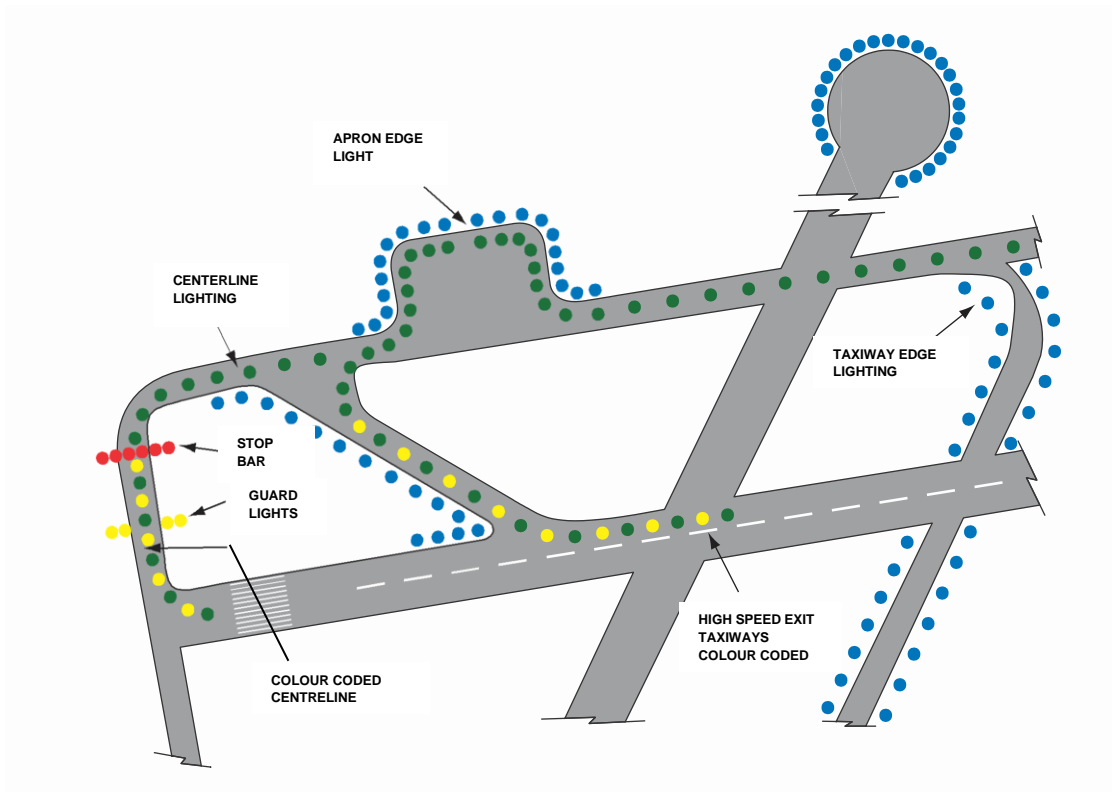 APRON EDGE
LIGHT
CENTERLINE
LIGHTING
TAXIWAY EDGE
LIGHTING
STOP
BAR
GUARD
LIGHTS
HIGH SPEED EXIT
TAXIWAYS
COLOUR CODED
COLOUR CODED
CENTRELINE